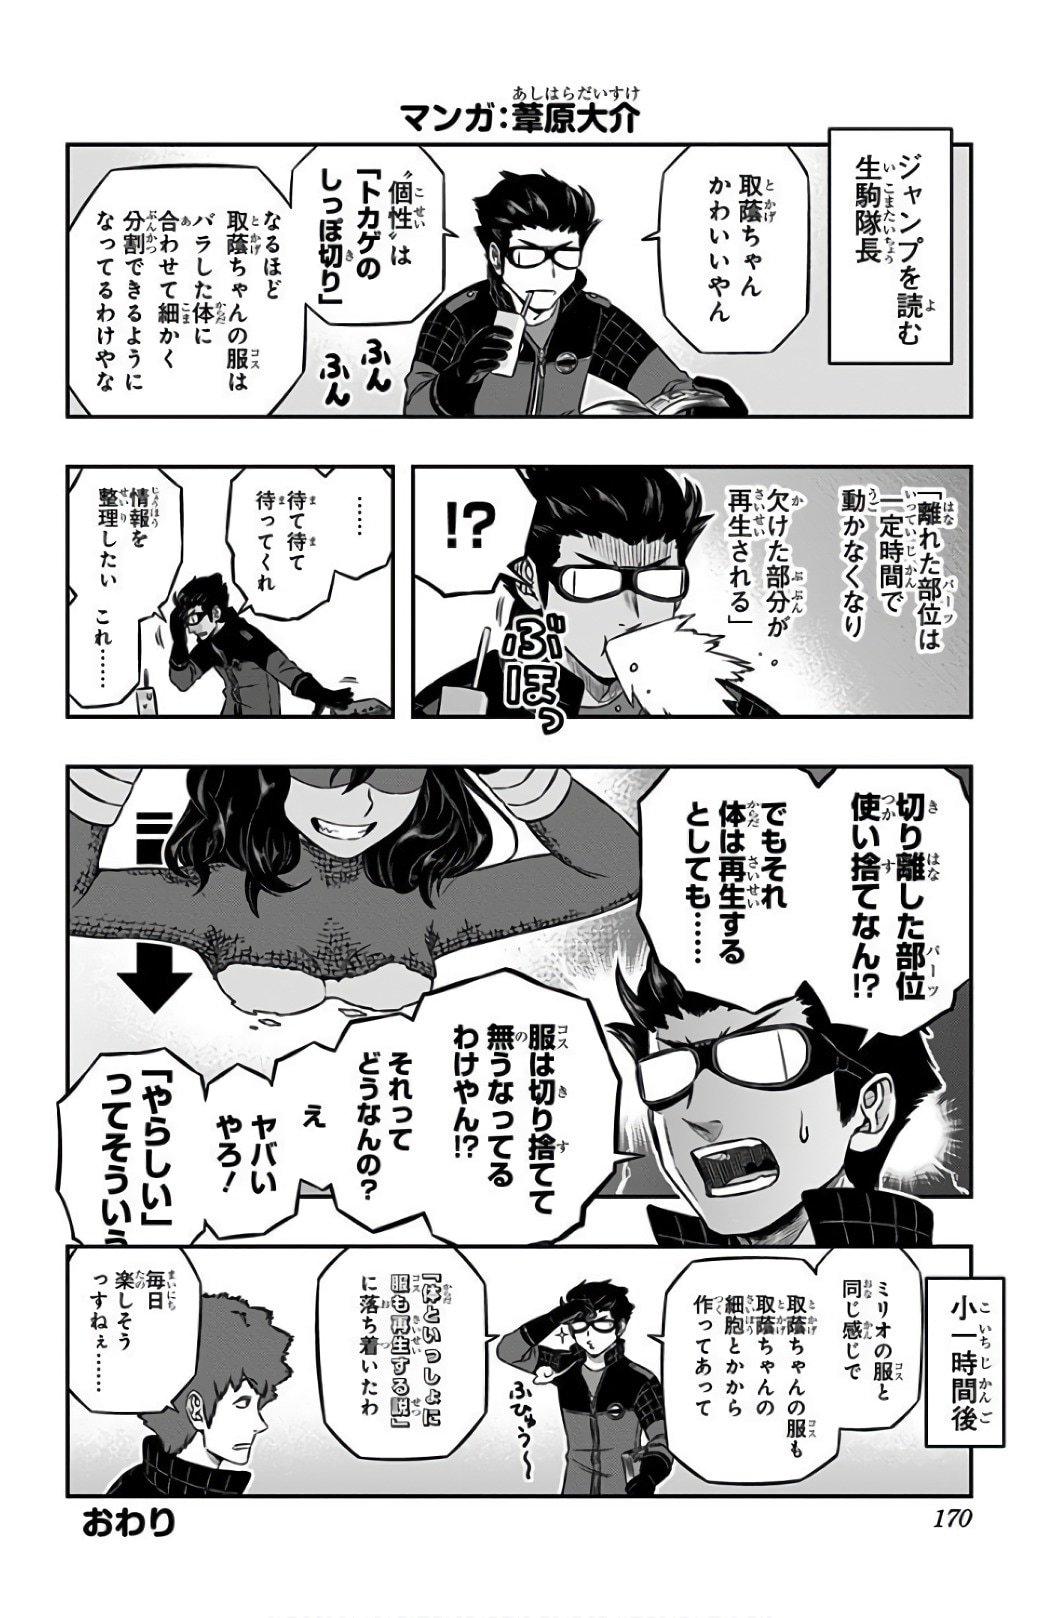 マンガ：葦原大介
あしはらだいすけ
ジャンプを読む
生駒隊長
取蔭ちゃん
かわいいやん
“個性”は
「トカゲの
しっぽ切り」
ふん
ふん
なるほど
取蔭ちゃんの服は
バラした体に
合わせて細かく
分割できるように
なってるわけやな
「離れた部位は
一定時間で
動かなくなり
欠けた部分が
再生される」
!?
ぶほっ
……
待て待て
待ってくれ
情報を
整理したい
これ……
切り離した部位
使い捨てなん!?
でもそれ
体は再生する
としても……
服は切り捨てて
無うなってる
わけやん!?
それって
どうなんの？
え
ヤバい
やろ！
「やらしい」
ってそういう
小一時間後
ミリオの服と
同じ感じで
取蔭ちゃんの服も
取蔭ちゃんの
細胞とかから
作ってあって
ふひゅう〜
『体といっしょに
服も再生する説』
に落ち着いたわ
毎日
楽しそう
っすねぇ……
おわり
170